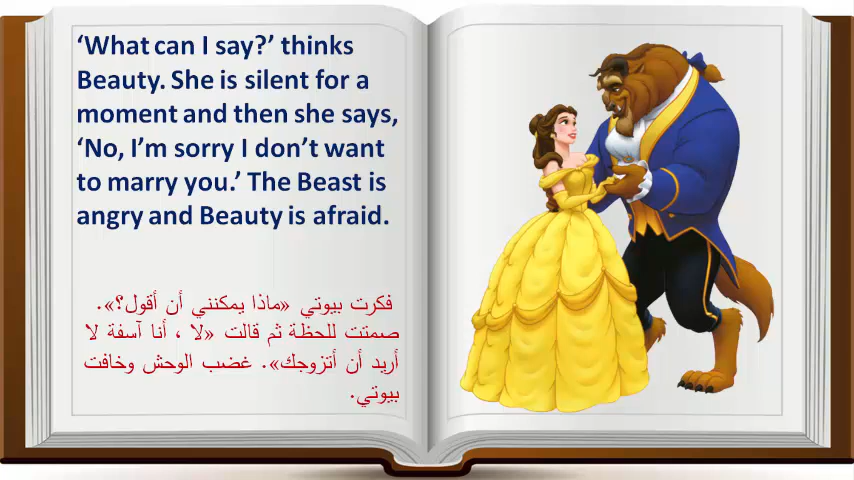 ‘What can I say?’ thinks
Beauty. She is silent for a
moment and then she says,
‘No, I’m sorry I don’t want
to marry you.’ The Beast is
angry and Beauty is afraid.
فكرت بيوتي «ماذا يمكنني أن أقول؟».
صمتت للحظة ثم قالت «لا ، أنا آسفة لا
أريد أن أتزوجك». غضب الوحش وخافت
بيوتي.